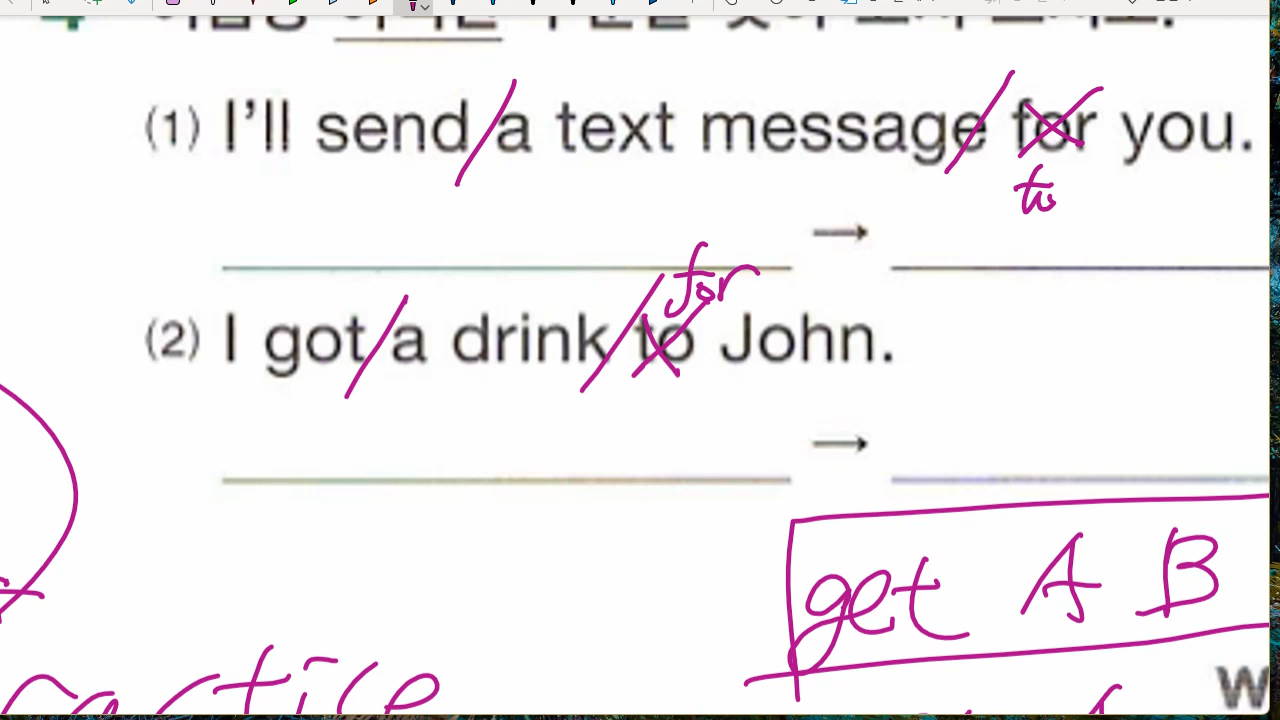 (1) I'll send a text message for you.
to
→
for
(2) I got a drink to John.
→
get A B